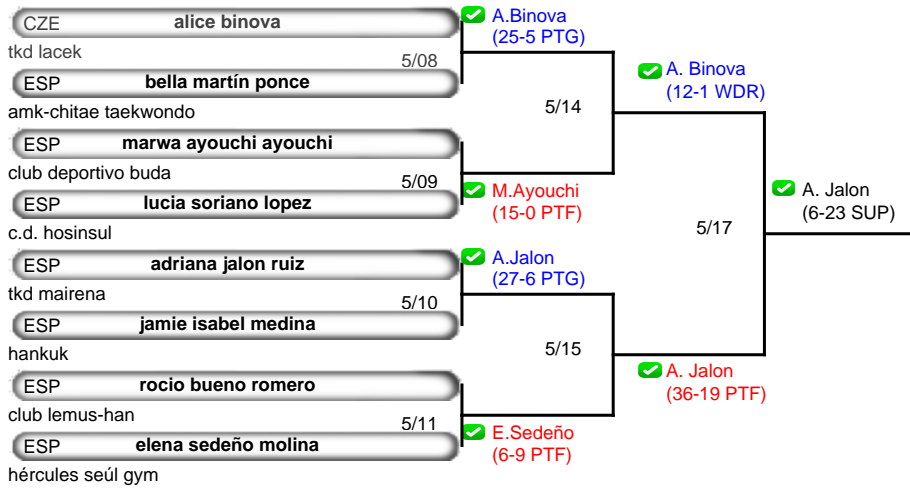 CZE alice binova
tkd lacek
5/08
ESP bella martín ponce
amk-chitae taekwondo
ESP marwa ayouchi ayouchi
club deportivo buda
5/09
ESP lucia soriano lopez
c.d. hosinsul
ESP adriana jalon ruiz
tkd mairena
5/10
ESP jamie isabel medina
hankuk
ESP rocio bueno romero
club lemus-han
5/11
ESP elena sedeño molina
hércules seúl gym
A.Binova
(25-5 PTG)
5/14
M.Ayouchi
(15-0 PTF)
A.Jalon
(27-6 PTG)
5/15
E.Sedeño
(6-9 PTF)
A. Binova
(12-1 WDR)
5/17
A. Jalon
(36-19 PTF)
A. Jalon
(6-23 SUP)